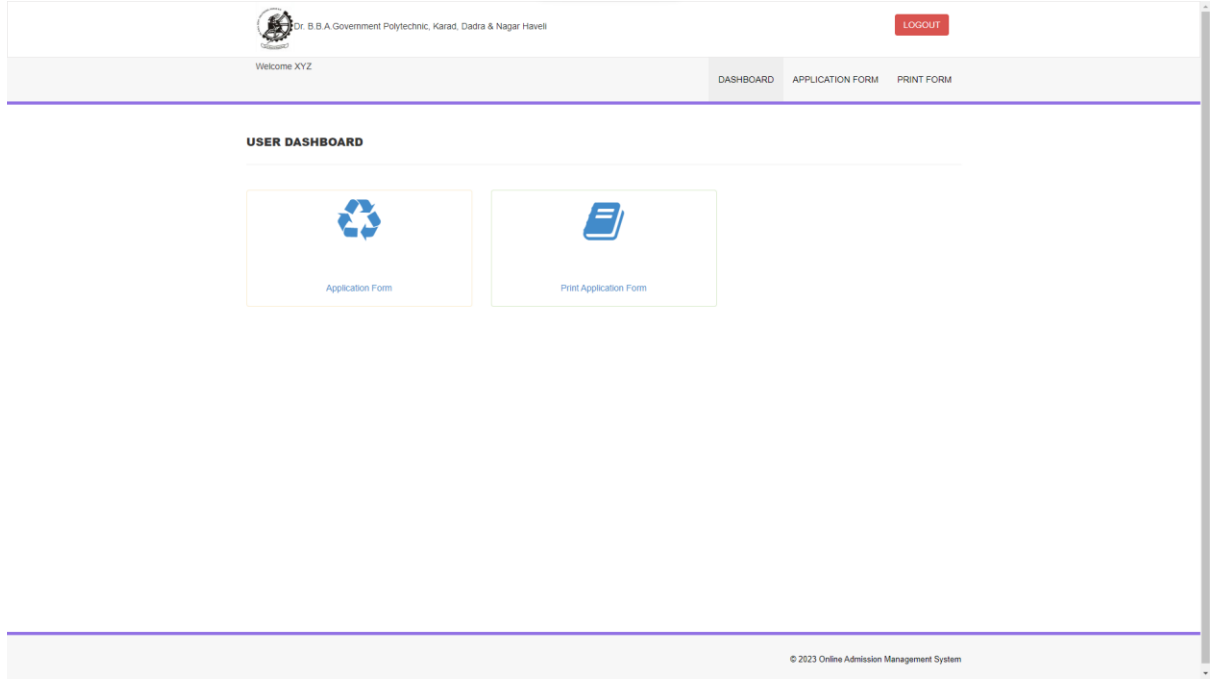 Dr. B.B.A.Government Polytechnic, Karad, Dadra & Nagar Haveli
LOGOUT
Welcome XYZ
DASHBOARD APPLICATION FORM PRINT FORM
USER DASHBOARD
Application Form Print Application Form
© 2023 Online Admission Management System